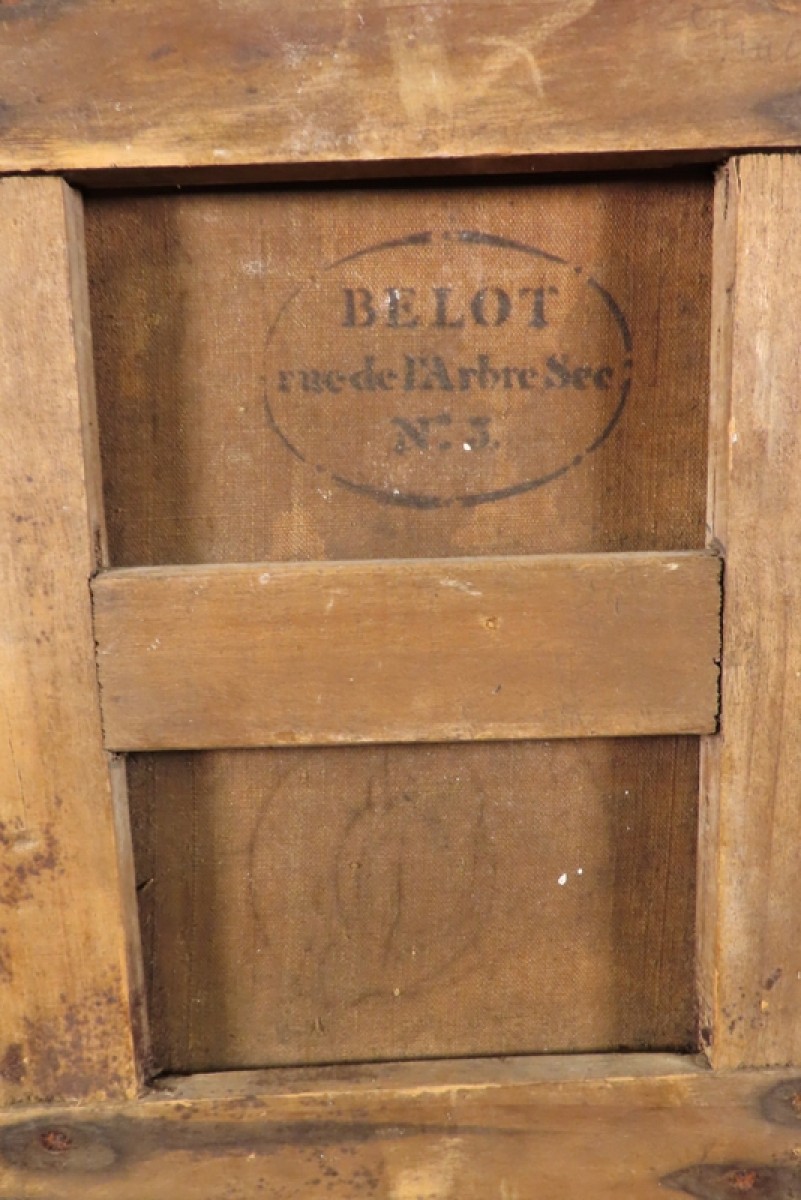 BELOT
rue de l'Arbre Sec
N°. 3.